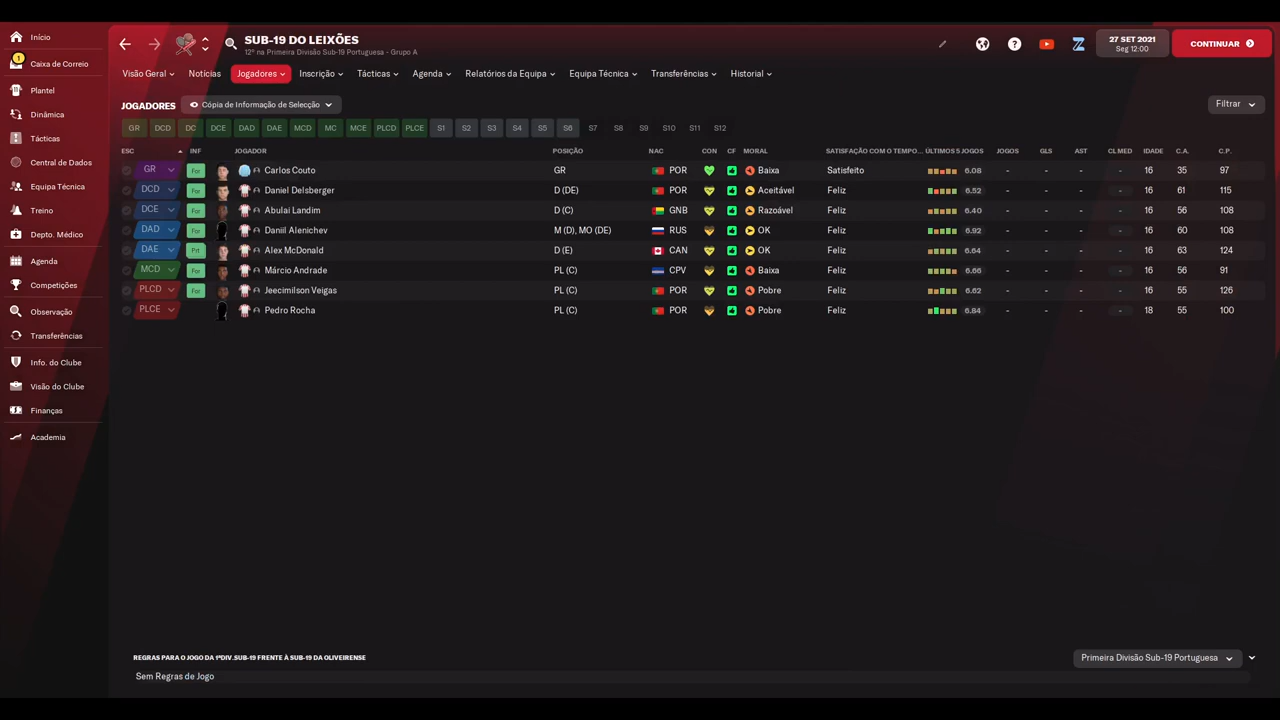 Início
SUB-19 DO LEIXÕES
12º na Primeira Divisão Sub-19 Portuguesa - Grupo A
27 SET 2021
Seg 12:00
CONTINUAR
1
Caixa de Correio
Visão Geral
Notícias
Jogadores
Inscrição
Tácticas
Agenda
Relatórios da Equipa
Equipa Técnica
Transferências
Historial
Plantel
Dinâmica
Tácticas
Central de Dados
Equipa Técnica
Treino
Depto. Médico
Agenda
Competições
Observação
Transferências
Info. do Clube
Visão do Clube
Finanças
Academia
JOGADORES Cópia de Informação de Selecção Filtrar
GR DCD DC DCE DAD DAE MCD MC MCE PLCD PLCE S1 S2 S3 S4 S5 S6 S7 S8 S9 S10 S11 S12
ESC INF JOGADOR POSIÇÃO NAC CON CF MORAL SATISFAÇÃO COM O TEMPO... ÚLTIMOS 5 JOGOS JOGOS GLS AST CL MED IDADE C.A. C.P.
GR For Carlos Couto GR POR Baixa Satisfeito 6.08 - - - - 16 35 97
DCD For Daniel Delsberger D (DE) POR Aceitável Feliz 6.52 - - - - 16 61 115
DCE For Abulai Landim D (C) GNB Razoável Feliz 6.40 - - - - 16 56 108
DAD For Daniil Alenichev M (D), MO (DE) RUS OK Feliz 6.92 - - - - 16 60 108
DAE Prt Alex McDonald D (E) CAN OK Feliz 6.64 - - - - 16 63 124
MCD For Márcio Andrade PL (C) CPV Baixa Feliz 6.66 - - - - 16 56 91
PLCD For Jeecimilson Veigas PL (C) POR Pobre Feliz 6.62 - - - - 16 55 126
PLCE Pedro Rocha PL (C) POR Pobre Feliz 6.84 - - - - 18 55 100
REGRAS PARA O JOGO DA 1ªDIV.SUB-19 FRENTE À SUB-19 DA OLIVEIRENSE
Primeira Divisão Sub-19 Portuguesa
Sem Regras de Jogo